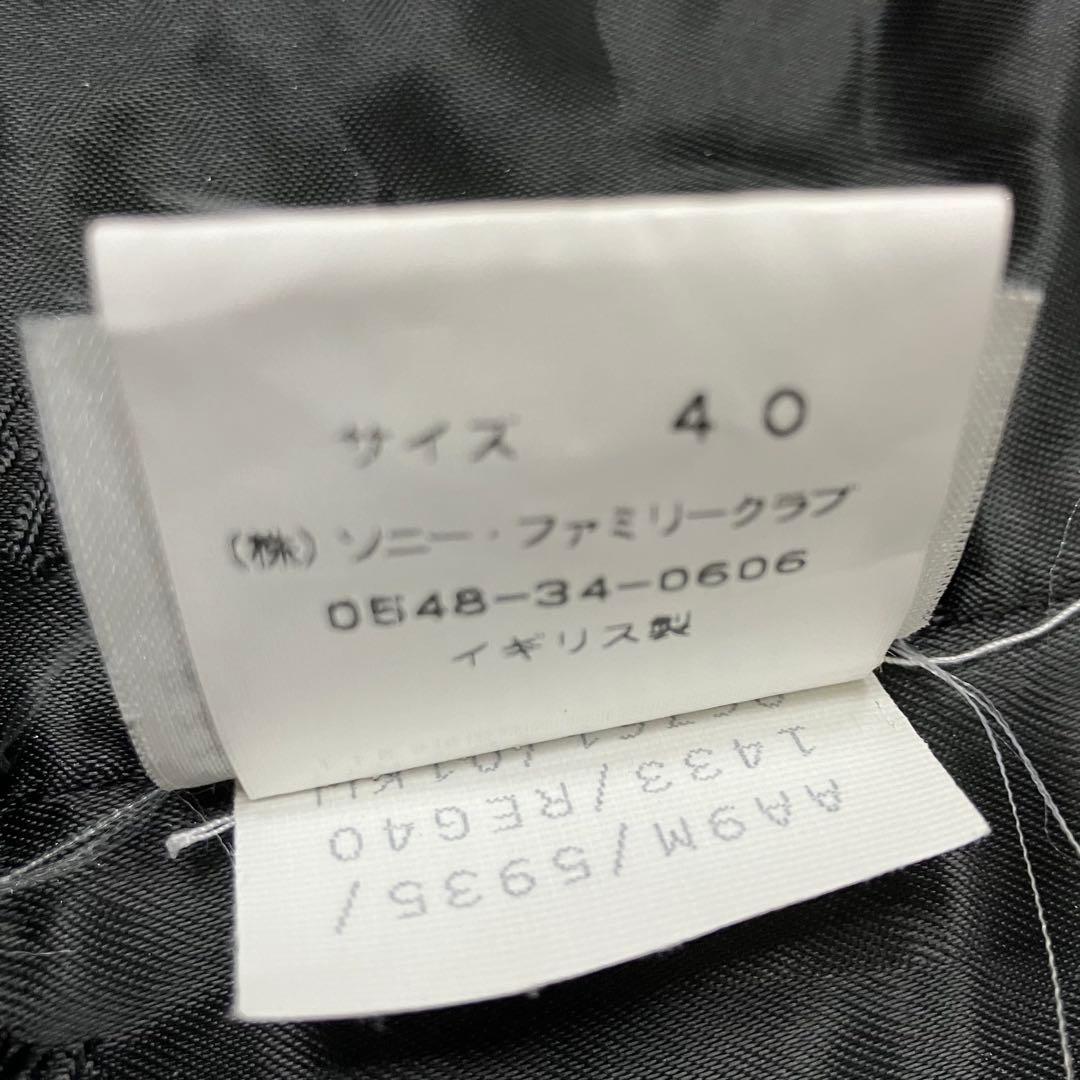 サイズ 40
(株)ソニー・ファミリークラブ
0548-34-0606
イギリス製
AA9M/5935/
1433/REG40